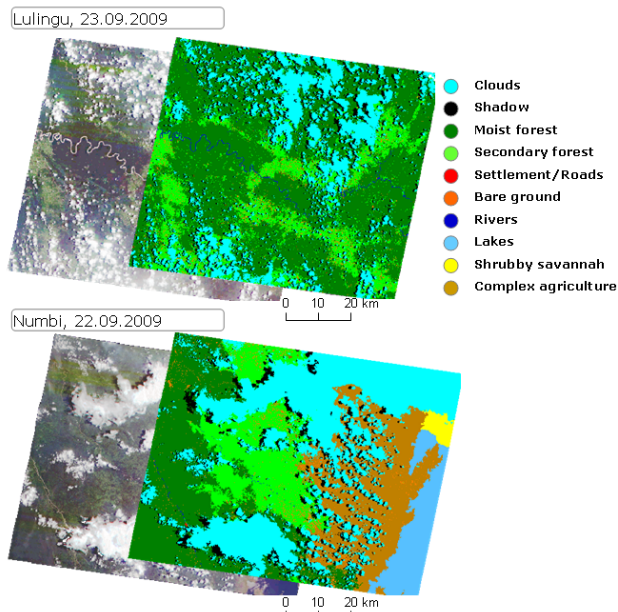 Lulingu, 23.09.2009
Clouds
Shadow
Moist forest
Secondary forest
Settlement/Roads
Bare ground
Rivers
Lakes
Shrubby savannah
Complex agriculture
0 10 20 km
Numbi, 22.09.2009
0 10 20 km